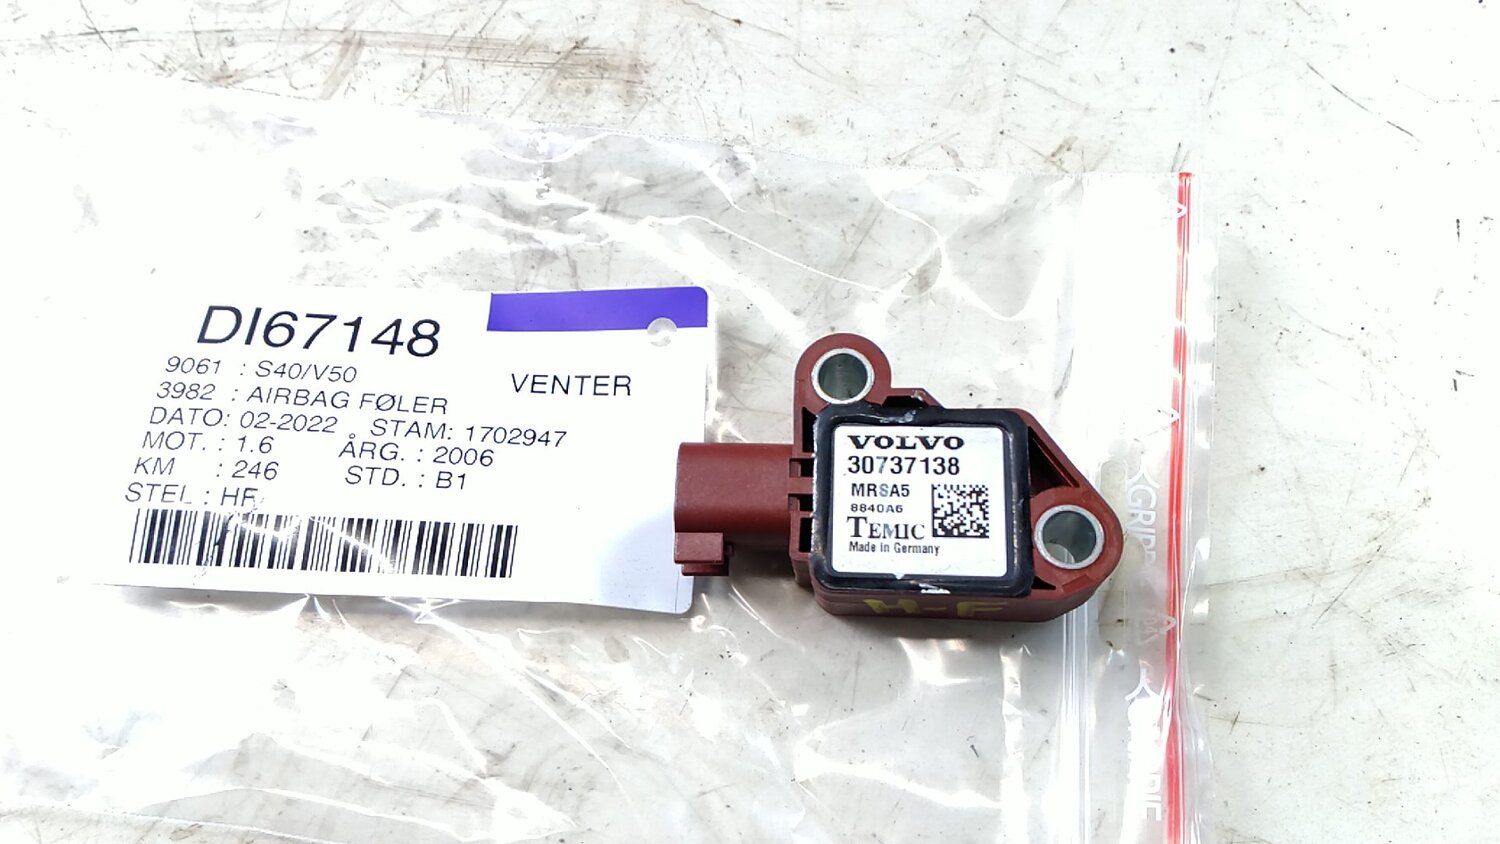 DI67148
VENTER
9061 : S40/V50
3982 : AIRBAG FØLER
DATO: 02-2022 STAM: 1702947
MOT. : 1.6 ÅRG. : 2006
KM : 246 STD. : B1
STEL : HF
VOLVO
30737138
MRSA5
8840A6
TEMIC
Made in Germany
H-F